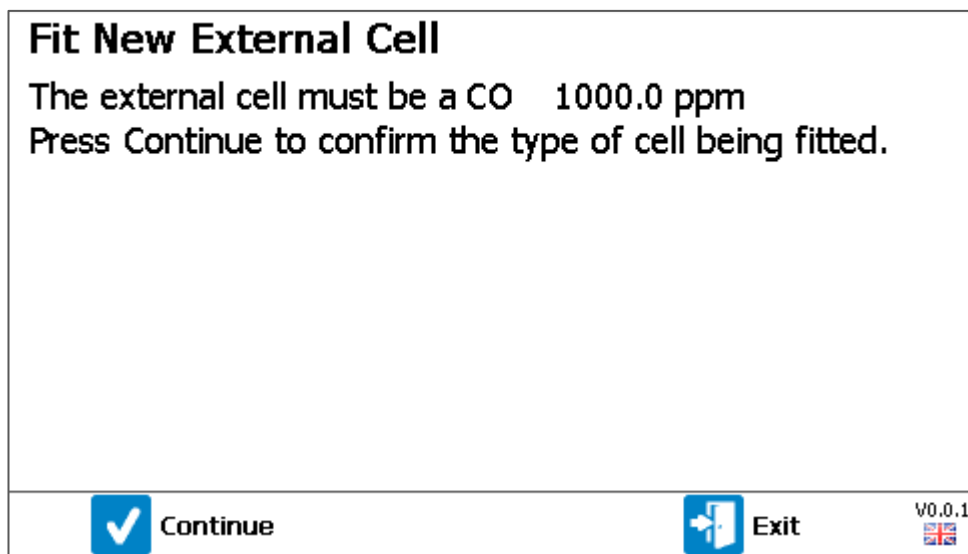 Fit New External Cell
The external cell must be a CO 1000.0 ppm
Press Continue to confirm the type of cell being fitted.
Continue
Exit
V0.0.1